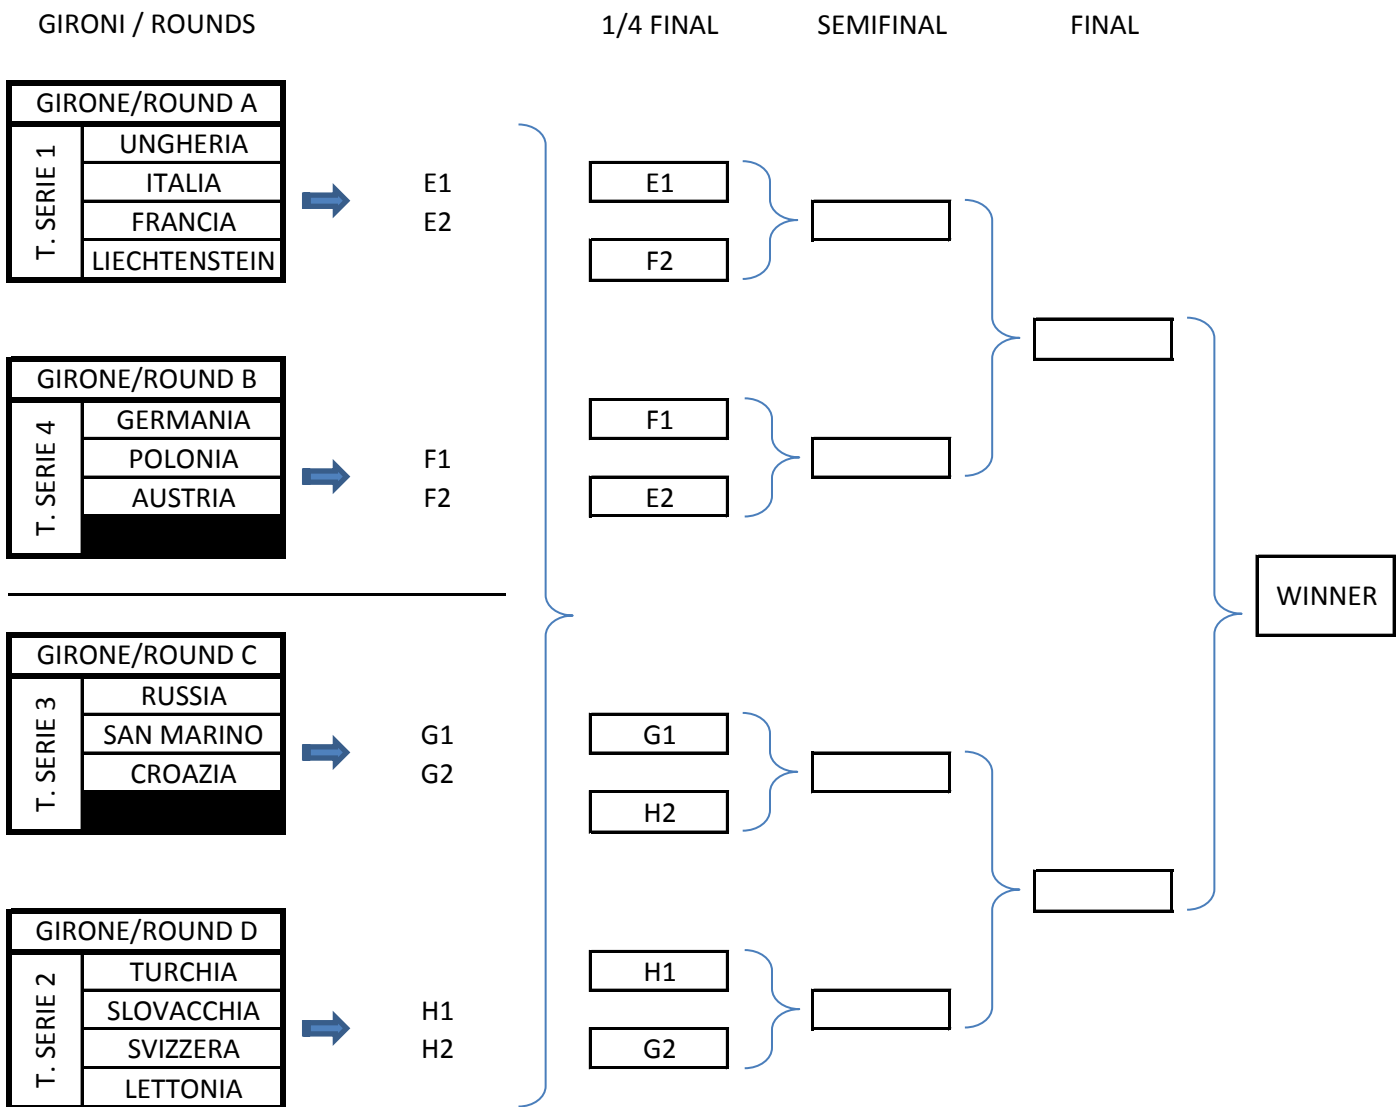 GIRONI / ROUNDS
1/4 FINAL
SEMIFINAL
FINAL
GIRONE/ROUND A
T. SERIE 1
UNGHERIA
ITALIA
FRANCIA
LIECHTENSTEIN
E1
E2
GIRONE/ROUND B
T. SERIE 4
GERMANIA
POLONIA
AUSTRIA
F1
F2
GIRONE/ROUND C
T. SERIE 3
RUSSIA
SAN MARINO
CROAZIA
G1
G2
GIRONE/ROUND D
T. SERIE 2
TURCHIA
SLOVACCHIA
SVIZZERA
LETTONIA
H1
H2
E1
F2
F1
E2
G1
H2
H1
G2
WINNER